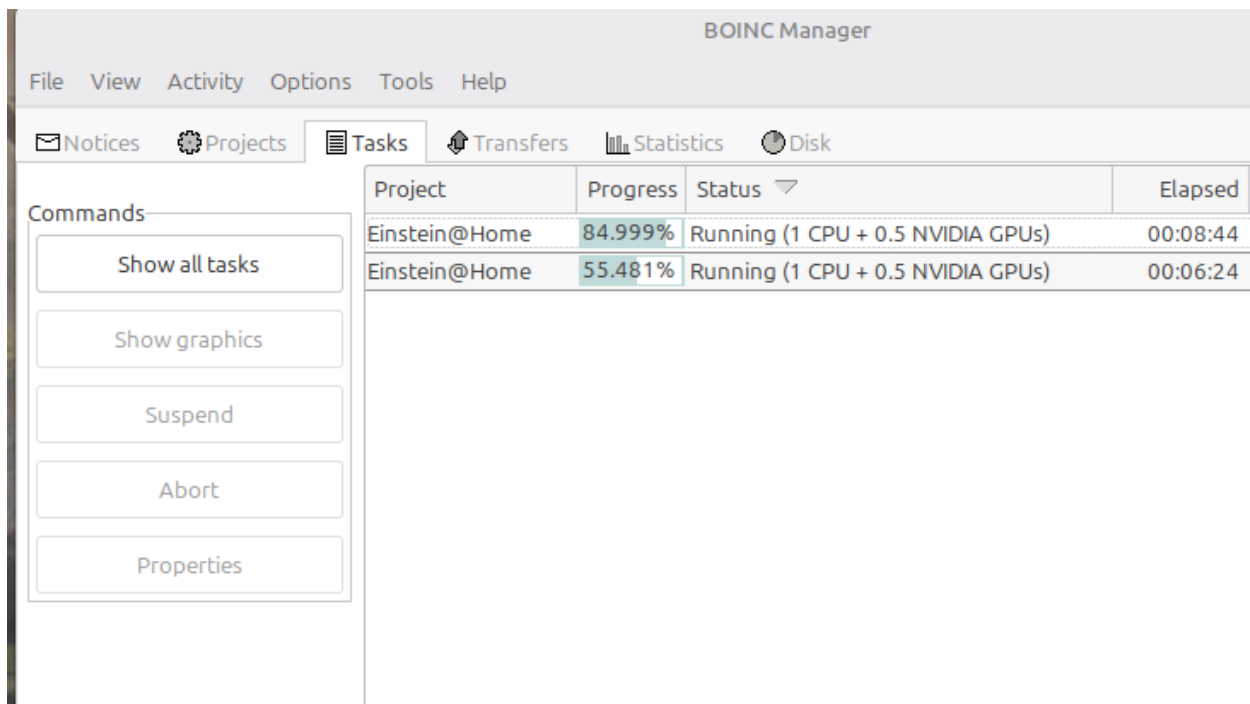 BOINC Manager
File View Activity Options Tools Help
Notices Projects Tasks Transfers Statistics Disk
Commands
Show all tasks
Show graphics
Suspend
Abort
Properties
Project Progress Status Elapsed
Einstein@Home 84.999% Running (1 CPU + 0.5 NVIDIA GPUs) 00:08:44
Einstein@Home 55.481% Running (1 CPU + 0.5 NVIDIA GPUs) 00:06:24